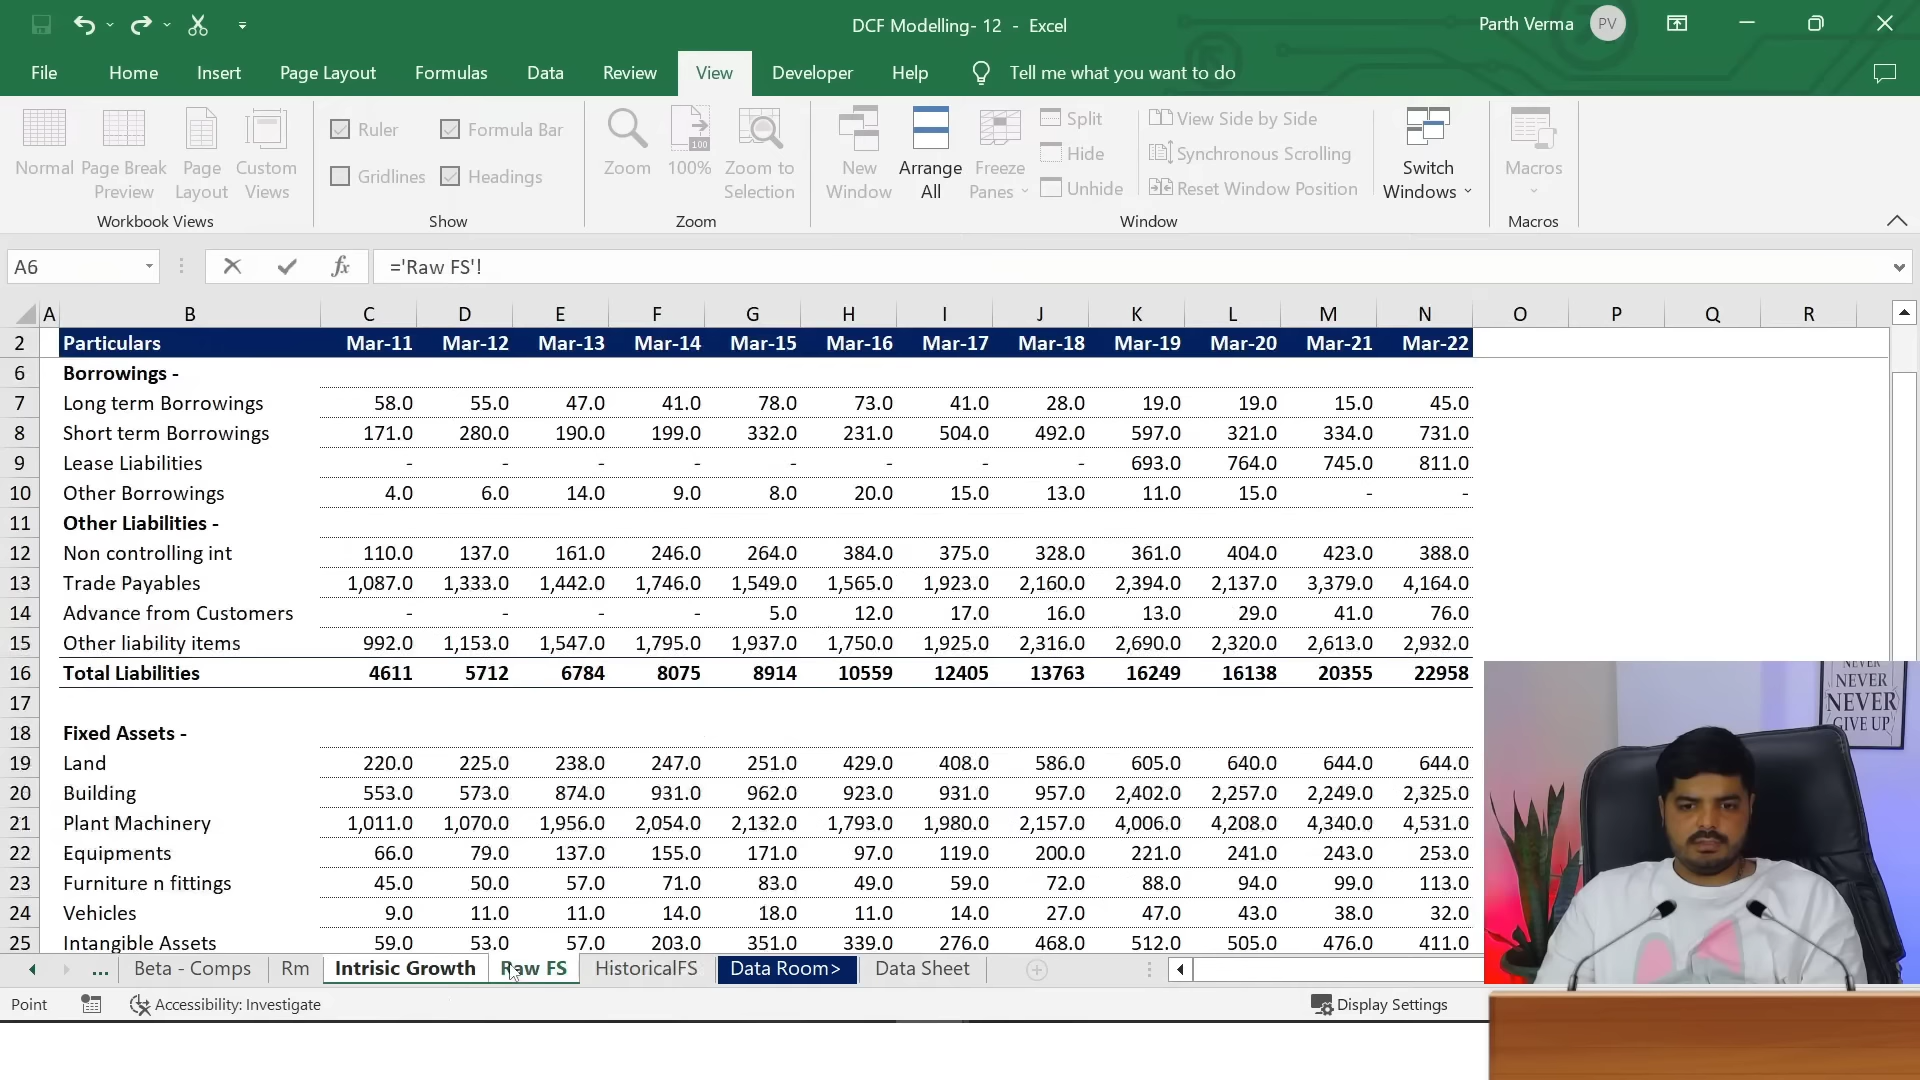 DCF Modelling- 12 - Excel
Parth Verma PV
File Home Insert Page Layout Formulas Data Review View Developer Help Tell me what you want to do
Normal Page Break Preview Page Layout Custom Views
Workbook Views
Ruler Formula Bar
Gridlines Headings
Show
Zoom 100% Zoom to Selection
Zoom
New Window Arrange All Freeze Panes
Split
Hide
Unhide
View Side by Side
Synchronous Scrolling
Reset Window Position
Switch Windows
Window
Macros
Macros
A6 fx ='Raw FS'!
A B C D E F G H I J K L M N O P Q R
2 Particulars Mar-11 Mar-12 Mar-13 Mar-14 Mar-15 Mar-16 Mar-17 Mar-18 Mar-19 Mar-20 Mar-21 Mar-22
6 Borrowings -
7 Long term Borrowings 58.0 55.0 47.0 41.0 78.0 73.0 41.0 28.0 19.0 19.0 15.0 45.0
8 Short term Borrowings 171.0 280.0 190.0 199.0 332.0 231.0 504.0 492.0 597.0 321.0 334.0 731.0
9 Lease Liabilities - - - - - - - - 693.0 764.0 745.0 811.0
10 Other Borrowings 4.0 6.0 14.0 9.0 8.0 20.0 15.0 13.0 11.0 15.0 - -
11 Other Liabilities -
12 Non controlling int 110.0 137.0 161.0 246.0 264.0 384.0 375.0 328.0 361.0 404.0 423.0 388.0
13 Trade Payables 1,087.0 1,333.0 1,442.0 1,746.0 1,549.0 1,565.0 1,923.0 2,160.0 2,394.0 2,137.0 3,379.0 4,164.0
14 Advance from Customers - - - - 5.0 12.0 17.0 16.0 13.0 29.0 41.0 76.0
15 Other liability items 992.0 1,153.0 1,547.0 1,795.0 1,937.0 1,750.0 1,925.0 2,316.0 2,690.0 2,320.0 2,613.0 2,932.0
16 Total Liabilities 4611 5712 6784 8075 8914 10559 12405 13763 16249 16138 20355 22958
17
18 Fixed Assets -
19 Land 220.0 225.0 238.0 247.0 251.0 429.0 408.0 586.0 605.0 640.0 644.0 644.0
20 Building 553.0 573.0 874.0 931.0 962.0 923.0 931.0 957.0 2,402.0 2,257.0 2,249.0 2,325.0
21 Plant Machinery 1,011.0 1,070.0 1,956.0 2,054.0 2,132.0 1,793.0 1,980.0 2,157.0 4,006.0 4,208.0 4,340.0 4,531.0
22 Equipments 66.0 79.0 137.0 155.0 171.0 97.0 119.0 200.0 221.0 241.0 243.0 253.0
23 Furniture n fittings 45.0 50.0 57.0 71.0 83.0 49.0 59.0 72.0 88.0 94.0 99.0 113.0
24 Vehicles 9.0 11.0 11.0 14.0 18.0 11.0 14.0 27.0 47.0 43.0 38.0 32.0
25 Intangible Assets 59.0 53.0 57.0 203.0 351.0 339.0 276.0 468.0 512.0 505.0 476.0 411.0
NEVER
NEVER
NEVER
GIVE UP
... Beta - Comps Rm Intrisic Growth Raw FS HistoricalFS Data Room> Data Sheet
Point Accessibility: Investigate Display Settings